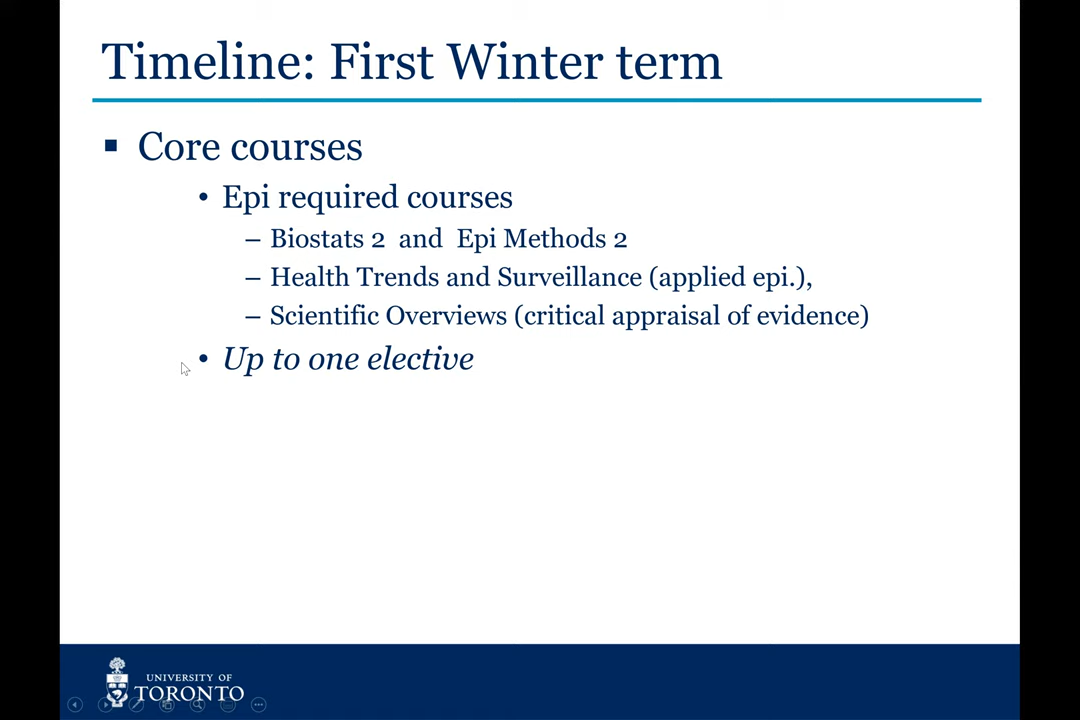 Timeline: First Winter term
▪ Core courses
• Epi required courses
– Biostats 2 and Epi Methods 2
– Health Trends and Surveillance (applied epi.),
– Scientific Overviews (critical appraisal of evidence)
• Up to one elective
UNIVERSITY OF
TORONTO